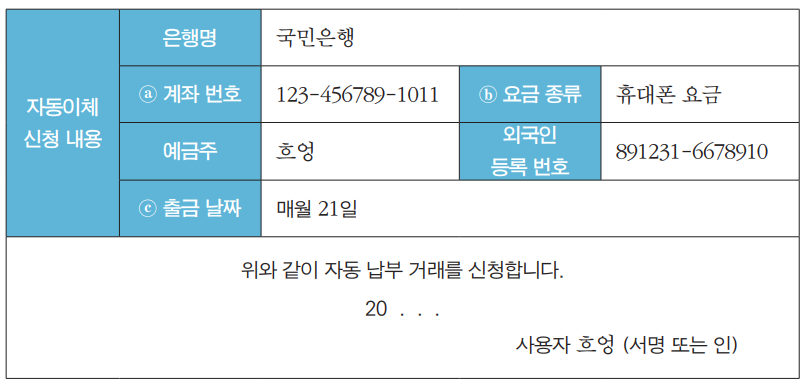 자동이체
신청 내용
은행명
국민은행
ⓐ 계좌 번호
123-456789-1011
ⓑ 요금 종류
휴대폰 요금
예금주
흐엉
외국인
등록 번호
891231-6678910
ⓒ 출금 날짜
매월 21일
위와 같이 자동 납부 거래를 신청합니다.
20 . . .
사용자 흐엉 (서명 또는 인)